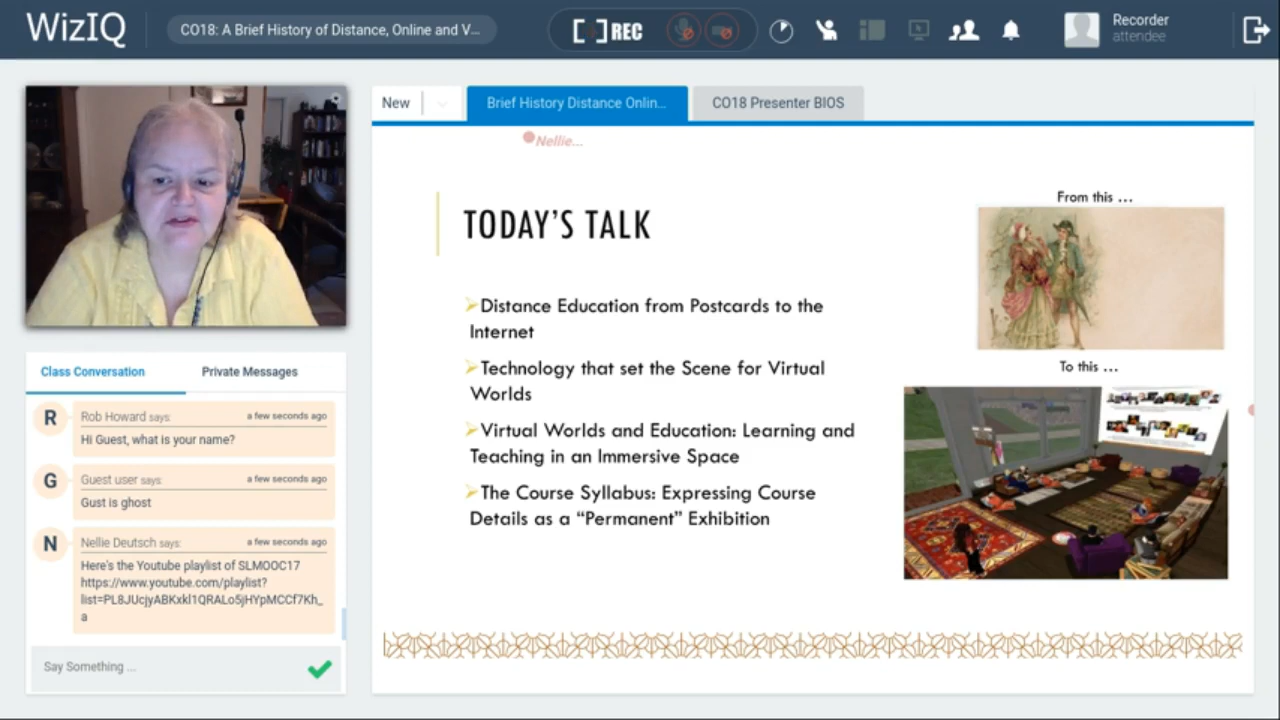 WizIQ
CO18: A Brief History of Distance, Online and V...
REC
Recorder
attendee
New
Brief History Distance Onlin...
CO18 Presenter BIOS
Nellie...
TODAY'S TALK
Distance Education from Postcards to the
Internet
Technology that set the Scene for Virtual
Worlds
Virtual Worlds and Education: Learning and
Teaching in an Immersive Space
The Course Syllabus: Expressing Course
Details as a “Permanent” Exhibition
From this ...
To this ...
Class Conversation
Private Messages
R
Rob Howard says:
a few seconds ago
Hi Guest, what is your name?
G
Guest user says:
a few seconds ago
Gust is ghost
N
Nellie Deutsch says:
a few seconds ago
Here's the Youtube playlist of SLMOOC17
https://www.youtube.com/playlist?
list=PL8JUcjyABKxkl1QRALo5jHYpMCCf7Kh_
a
Say Something ...